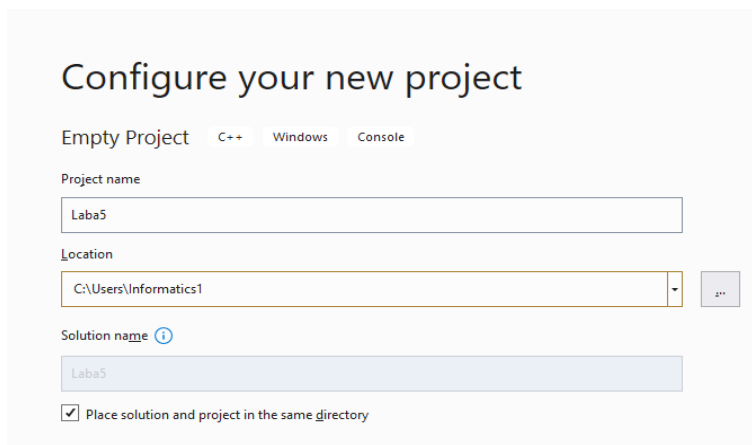 Configure your new project
Empty Project C++ Windows Console
Project name
Laba5
Location
C:\Users\Informatics1
...
Solution name
Laba5
Place solution and project in the same directory